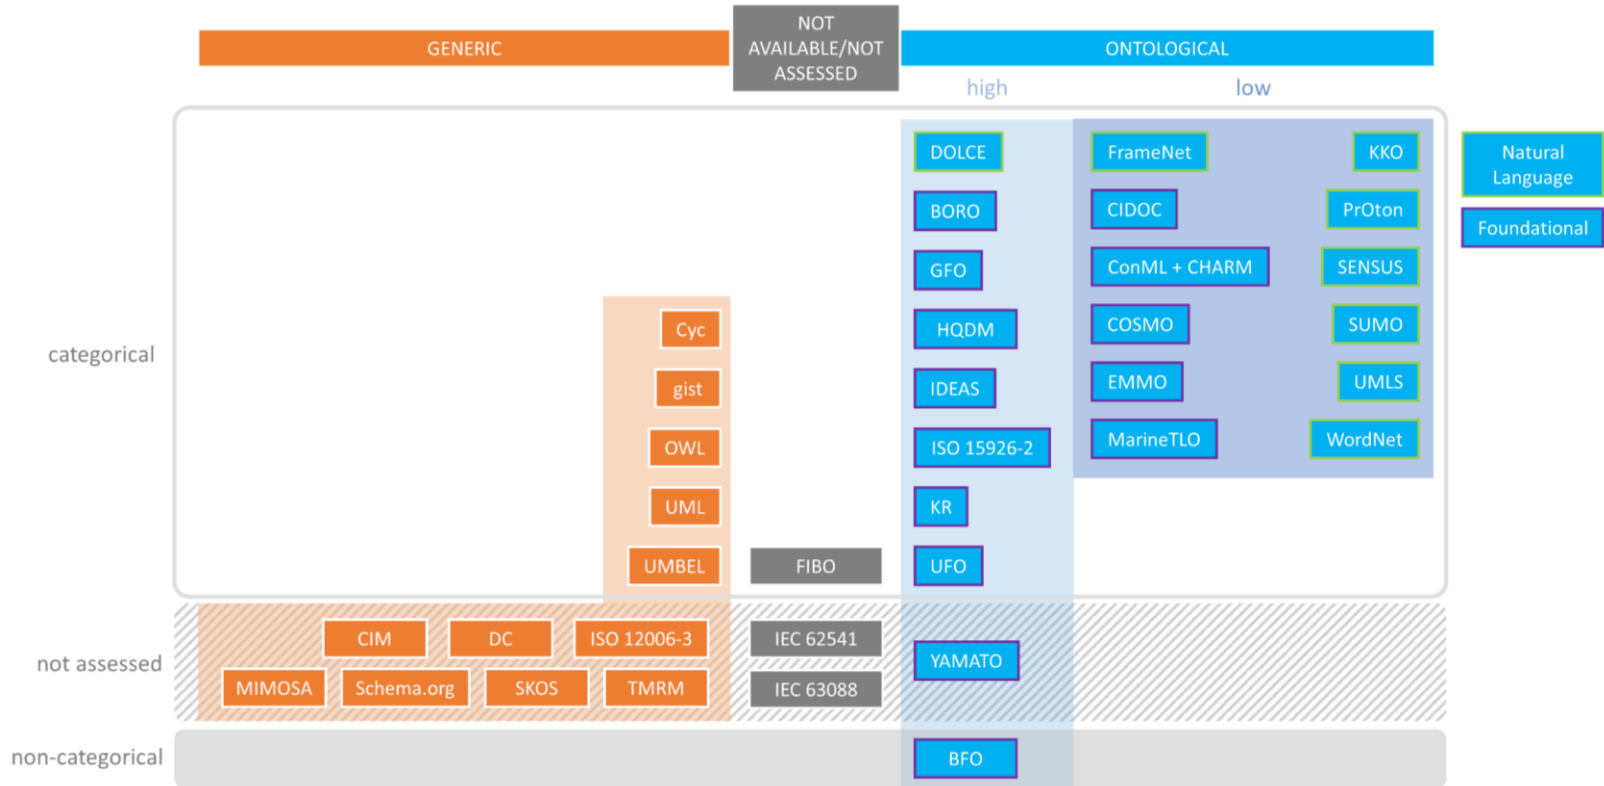 GENERIC
NOT
AVAILABLE/NOT
ASSESSED
ONTOLOGICAL
high
low
categorical
DOLCE
FrameNet
KKO
Natural
Language
BORO
CIDOC
PrOton
Foundational
GFO
ConML + CHARM
SENSUS
Cyc
HQDM
COSMO
SUMO
gist
IDEAS
EMMO
UMLS
OWL
ISO 15926-2
MarineTLO
WordNet
UML
KR
UMBEL
FIBO
UFO
not assessed
CIM
DC
ISO 12006-3
IEC 62541
YAMATO
MIMOSA
Schema.org
SKOS
TMRM
IEC 63088
non-categorical
BFO